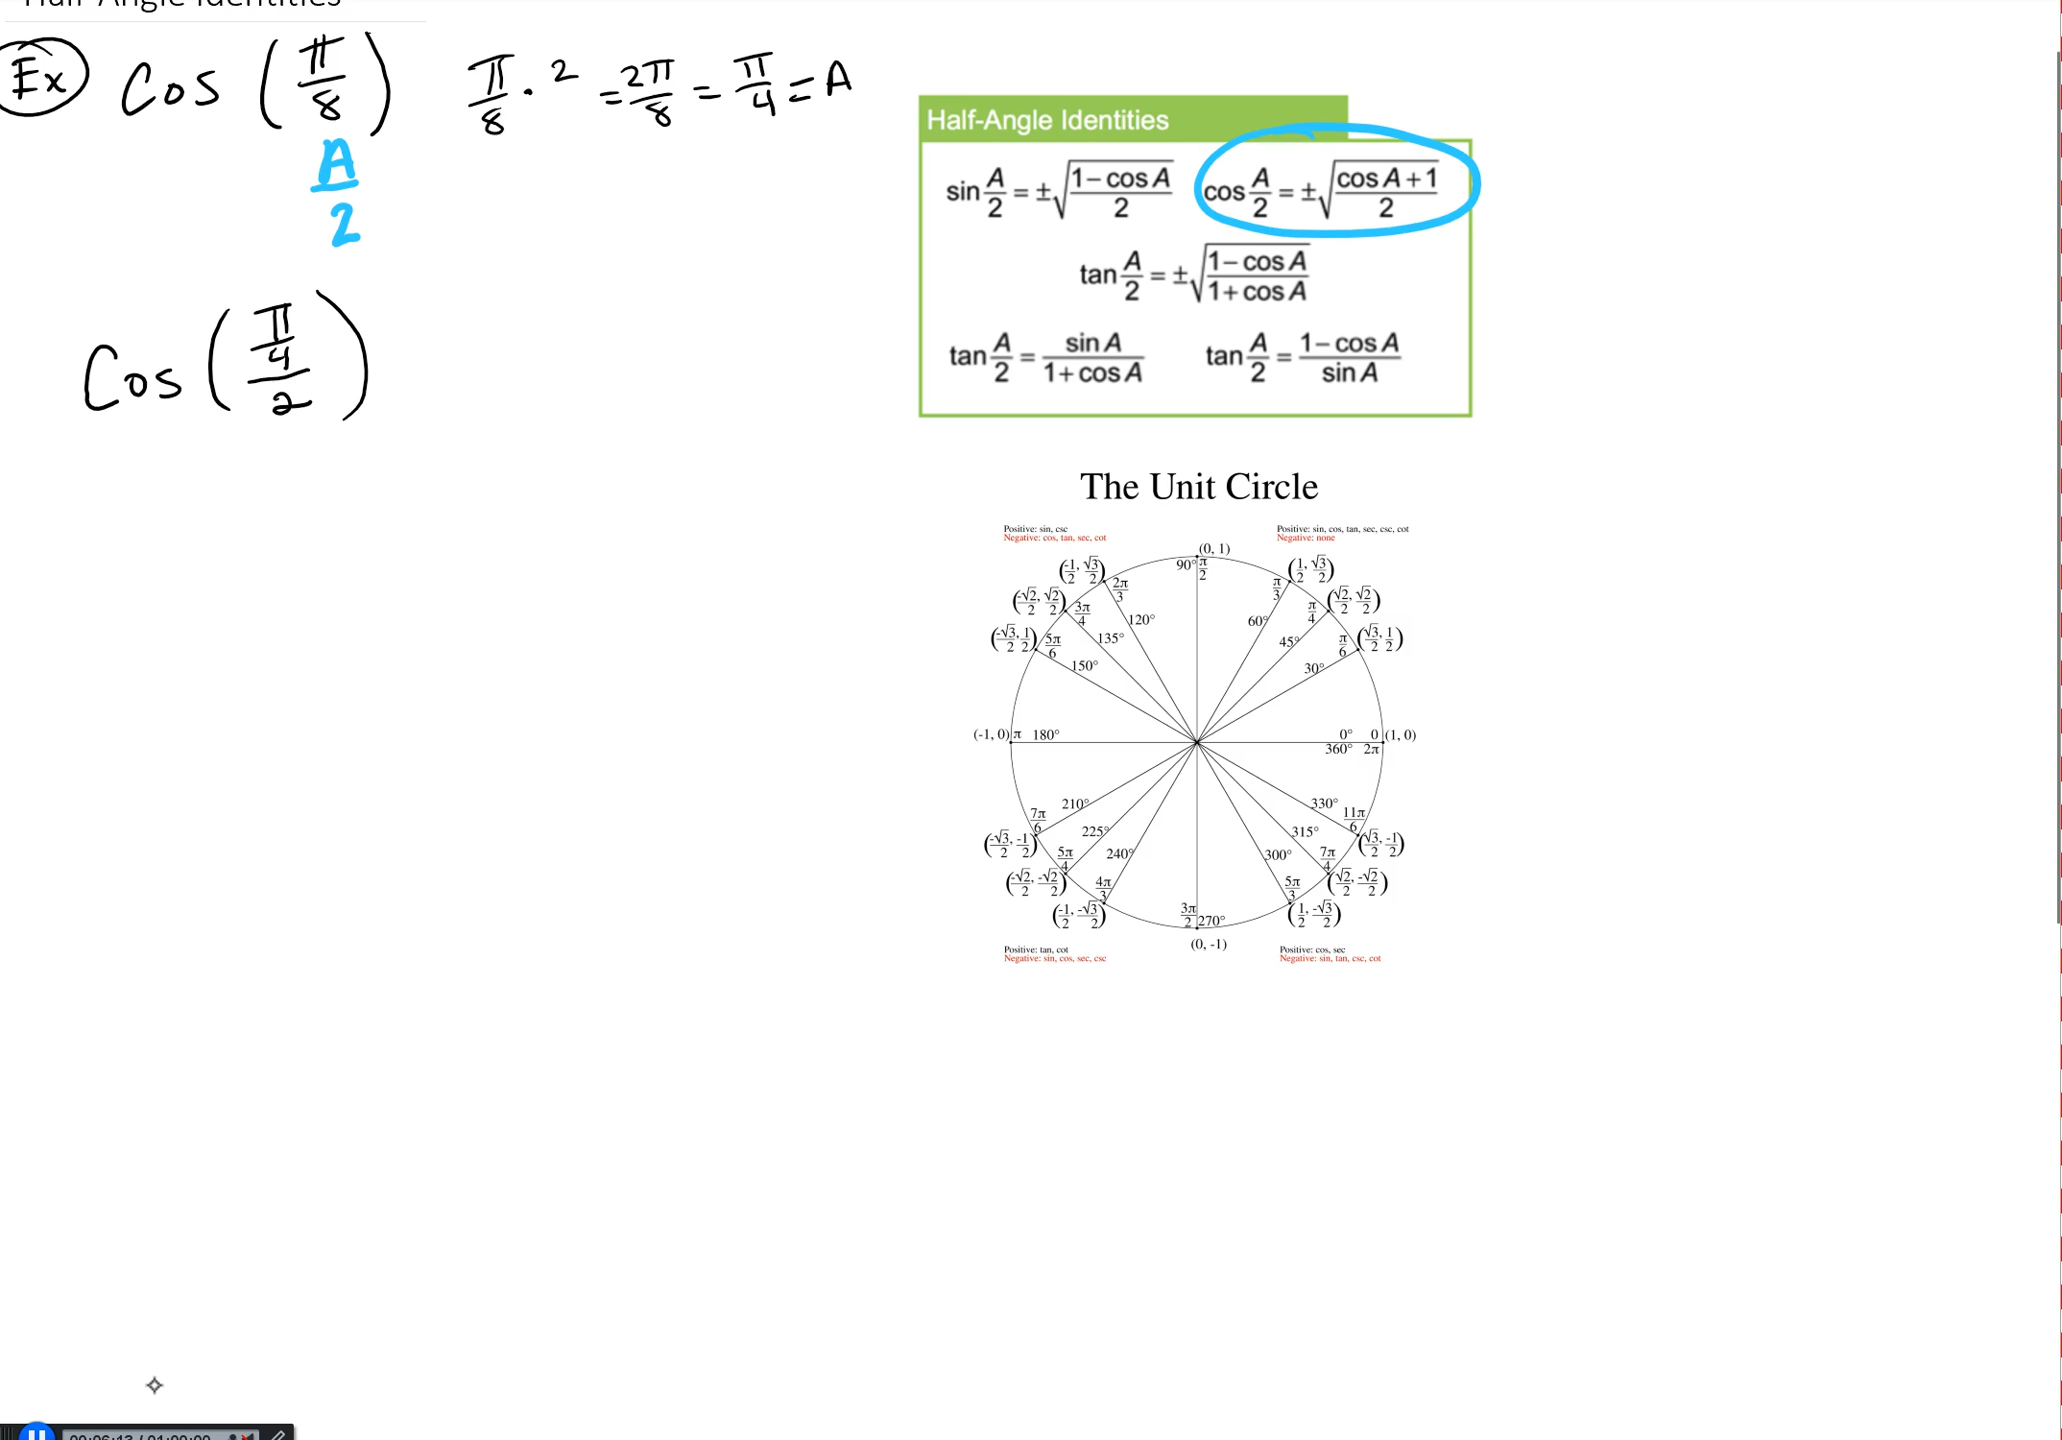 Half-Angle Identities
Ex Cos (π/8) π/8 · 2 = 2π/8 = π/4 = A
A/2
Cos ((π/4)/2)
Half-Angle Identities
sin A/2 = ±√((1 − cos A)/2) cos A/2 = ±√((cos A + 1)/2)
tan A/2 = ±√((1 − cos A)/(1 + cos A))
tan A/2 = sin A/(1 + cos A) tan A/2 = (1 − cos A)/sin A
The Unit Circle
Positive: sin, csc
Negative: cos, tan, sec, cot
Positive: sin, cos, tan, sec, csc, cot
Negative: none
(0, 1)
90° π/2
(-1/2, √3/2) 2π/3 120°
(-√2/2, √2/2) 3π/4 135°
(-√3/2, 1/2) 5π/6 150°
60° π/3 (1/2, √3/2)
45° π/4 (√2/2, √2/2)
30° π/6 (√3/2, 1/2)
(-1, 0) π 180°
0° 0 (1, 0)
360° 2π
210° 7π/6 (-√3/2, -1/2)
225° 5π/4 (-√2/2, -√2/2)
240° 4π/3 (-1/2, -√3/2)
330° 11π/6 (√3/2, -1/2)
315° 7π/4 (√2/2, -√2/2)
300° 5π/3 (1/2, -√3/2)
3π/2 270°
(0, -1)
Positive: tan, cot
Negative: sin, cos, sec, csc
Positive: cos, sec
Negative: sin, tan, csc, cot
00:06:13 / 01:00:00